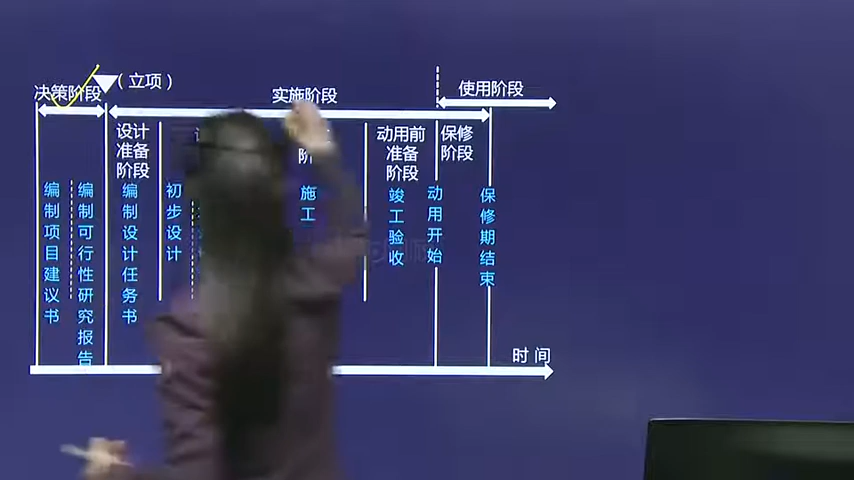 决策阶段
（立项）
实施阶段
使用阶段
设计
准备
阶段
阶
动用前
准备
阶段
保修
阶段
编制项目建议书
编制可行性研究报告
编制设计任务书
初步设计
施工
竣工验收
动用开始
保修期结束
时间